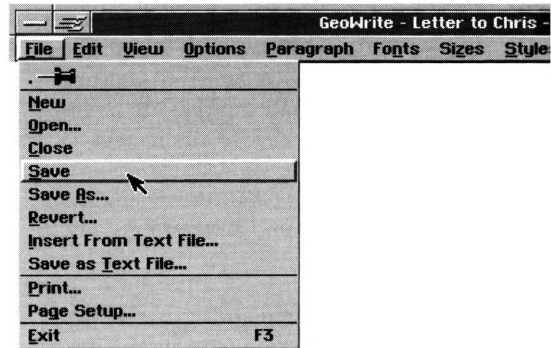 GeoWrite - Letter to Chris -
File Edit View Options Paragraph Fonts Sizes Style
New
Open...
Close
Save
Save As...
Revert...
Insert From Text File...
Save as Text File...
Print...
Page Setup...
Exit F3